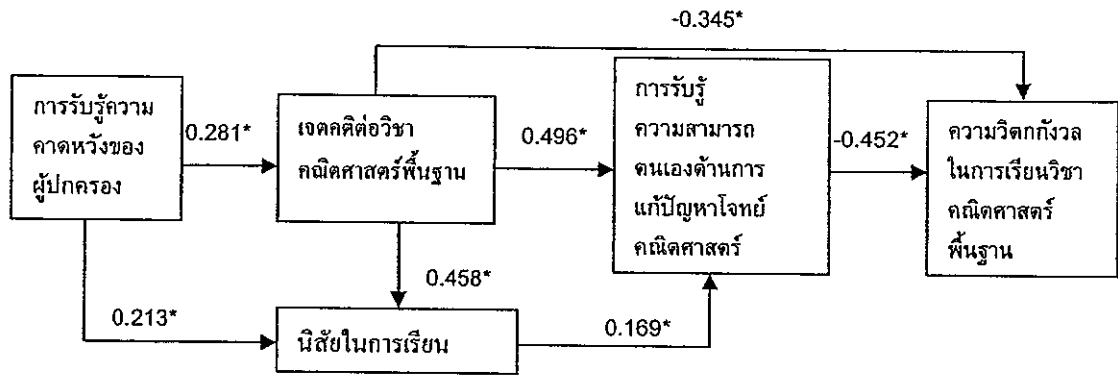 -0.345*
การรับรู้ความ
คาดหวังของ
ผู้ปกครอง
0.281*
เจตคติต่อวิชา
คณิตศาสตร์พื้นฐาน
0.496*
การรับรู้
ความสามารถ
ตนเองด้านการ
แก้ปัญหาโจทย์
คณิตศาสตร์
-0.452*
ความวิตกกังวล
ในการเรียนวิชา
คณิตศาสตร์
พื้นฐาน
0.458*
0.213*
นิสัยในการเรียน
0.169*